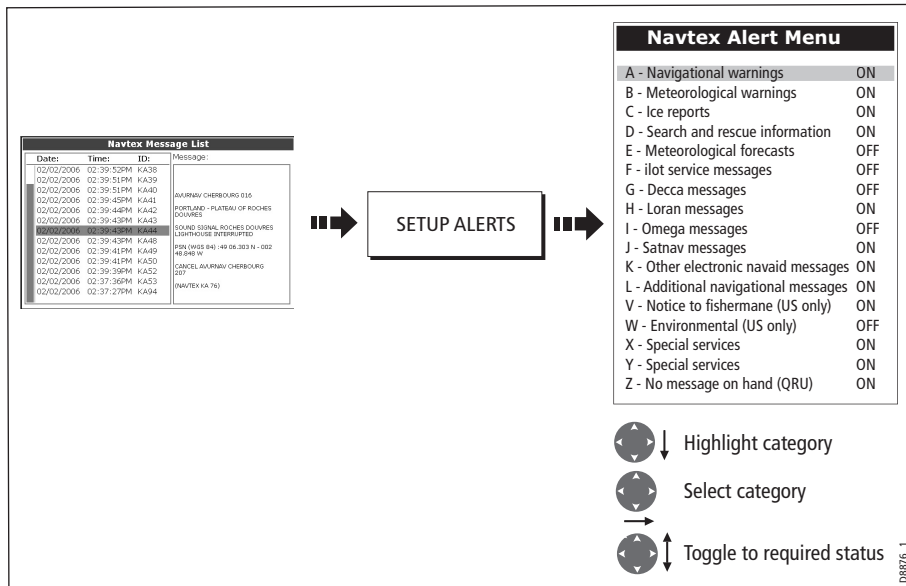 Navtex Message List
Date: Time: ID: Message:
02/02/2006 02:39:52PM KA38
02/02/2006 02:39:51PM KA39
02/02/2006 02:39:51PM KA40
02/02/2006 02:39:45PM KA41
02/02/2006 02:39:44PM KA42
02/02/2006 02:39:43PM KA43
02/02/2006 02:39:43PM KA44
02/02/2006 02:39:43PM KA48
02/02/2006 02:39:41PM KA49
02/02/2006 02:39:41PM KA50
02/02/2006 02:39:39PM KA52
02/02/2006 02:37:36PM KA53
02/02/2006 02:37:27PM KA94
AVURNAV CHERBOURG 016
PORTLAND - PLATEAU OF ROCHES
DOUVRES
SOUND SIGNAL ROCHES DOUVRES
LIGHTHOUSE INTERRUPTED
PSN (WGS 84) :49 06.303 N - 002
48.848 W
CANCEL AVURNAV CHERBOURG
207
(NAVTEX KA 76)
SETUP ALERTS
Navtex Alert Menu
A - Navigational warnings ON
B - Meteorological warnings ON
C - Ice reports ON
D - Search and rescue information ON
E - Meteorological forecasts OFF
F - ilot service messages OFF
G - Decca messages OFF
H - Loran messages ON
I - Omega messages OFF
J - Satnav messages ON
K - Other electronic navaid messages ON
L - Additional navigational messages ON
V - Notice to fishermane (US only) ON
W - Environmental (US only) OFF
X - Special services ON
Y - Special services ON
Z - No message on hand (QRU) ON
Highlight category
Select category
Toggle to required status
D8876_1